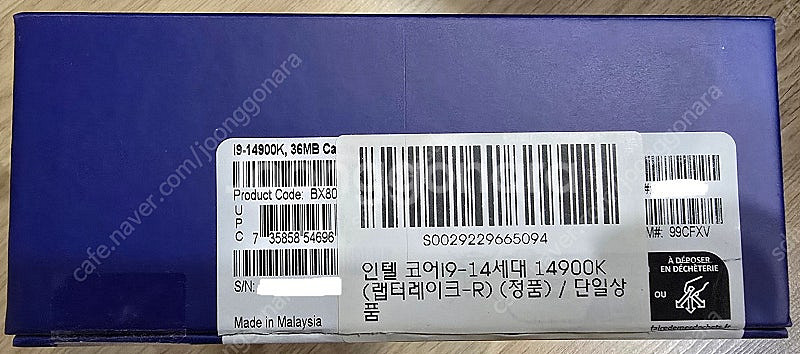 I9-14900K, 36MB Ca
Product Code: BX80
U
P
C
7 35858 54696
S/N:
Made in Malaysia
S0029229665094
인텔 코어I9-14세대 14900K
(랩터레이크-R) (정품) / 단일상
품
#:
M#: 99CFXV
À DÉPOSER
EN DÉCHÈTERIE
OU
cafe.naver.com/joonggonara
joonggonara